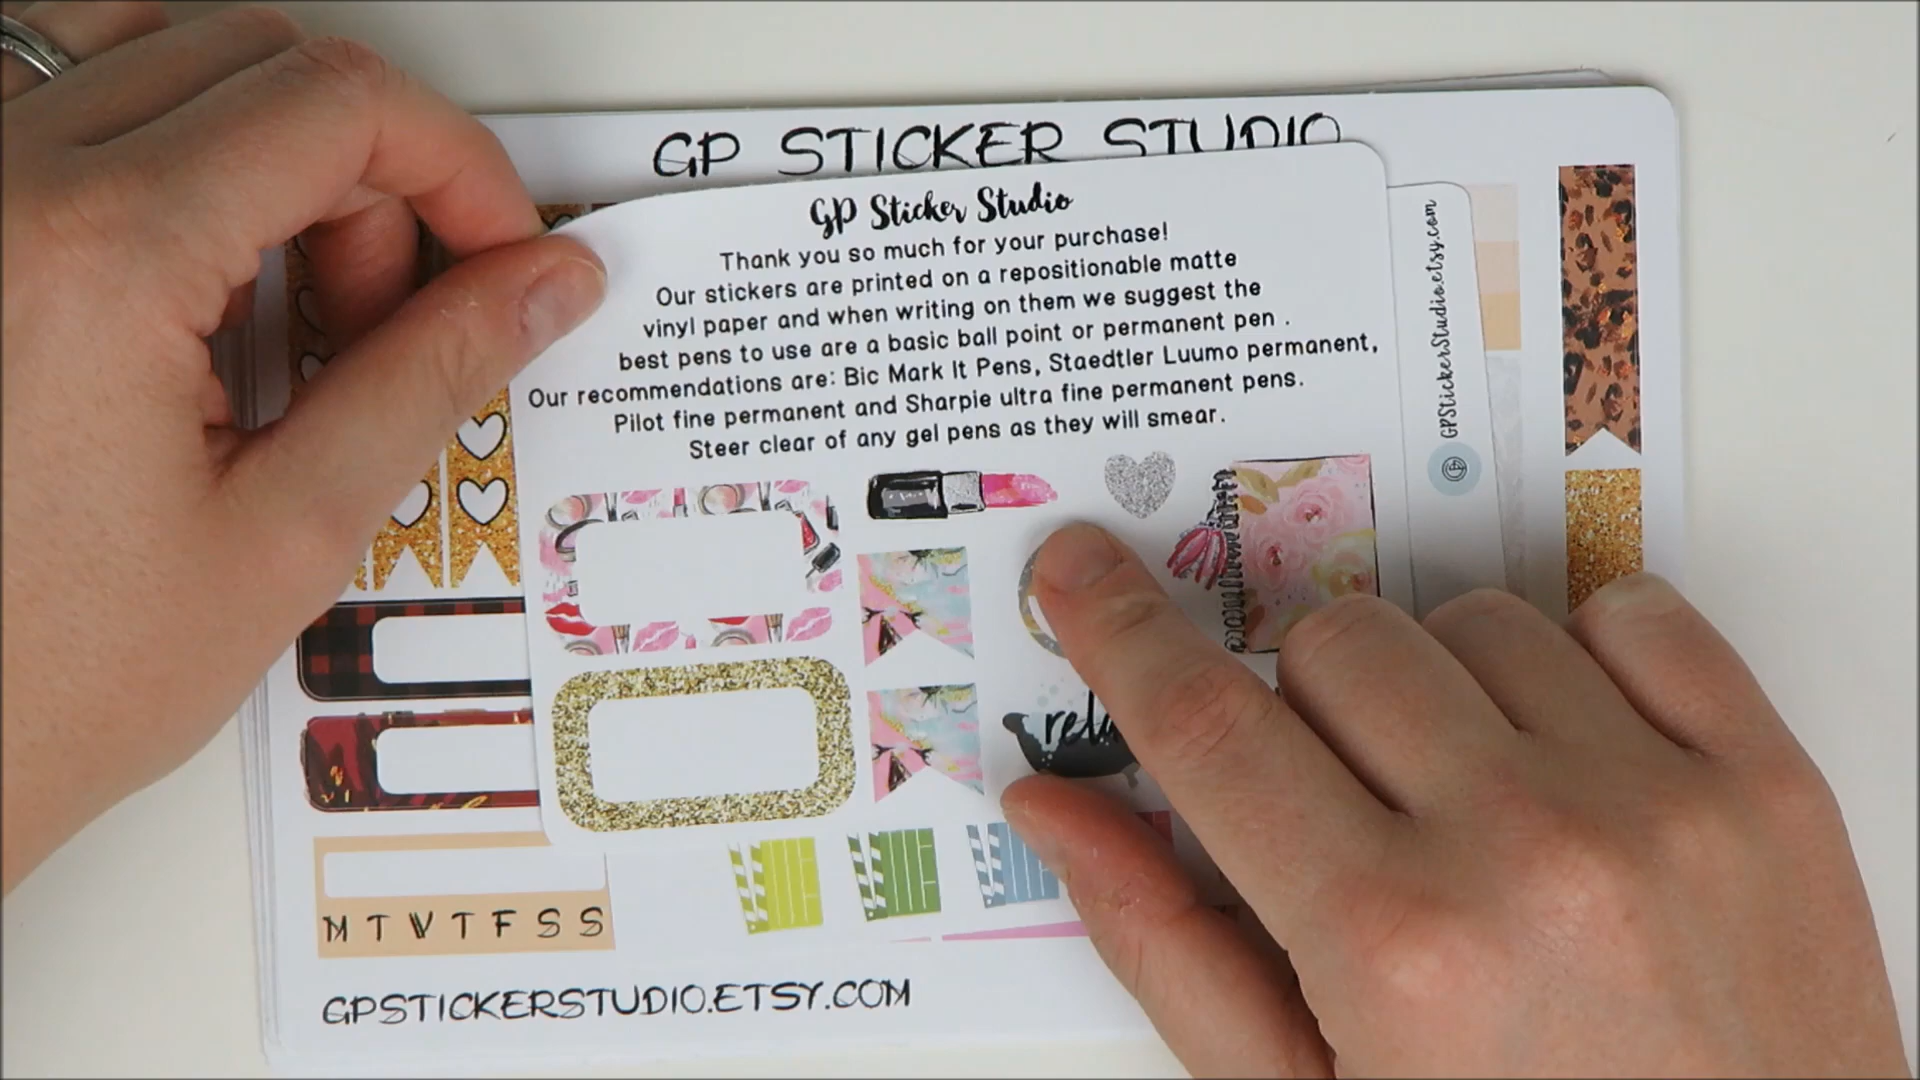 GP STICKER STUDIO
GP Sticker Studio
Thank you so much for your purchase!
Our stickers are printed on a repositionable matte
vinyl paper and when writing on them we suggest the
best pens to use are a basic ball point or permanent pen .
Our recommendations are: Bic Mark It Pens, Staedtler Luumo permanent,
Pilot fine permanent and Sharpie ultra fine permanent pens.
Steer clear of any gel pens as they will smear.
GPStickerStudio.etsy.com
M T W T F S S
GPSTICKERSTUDIO.ETSY.COM